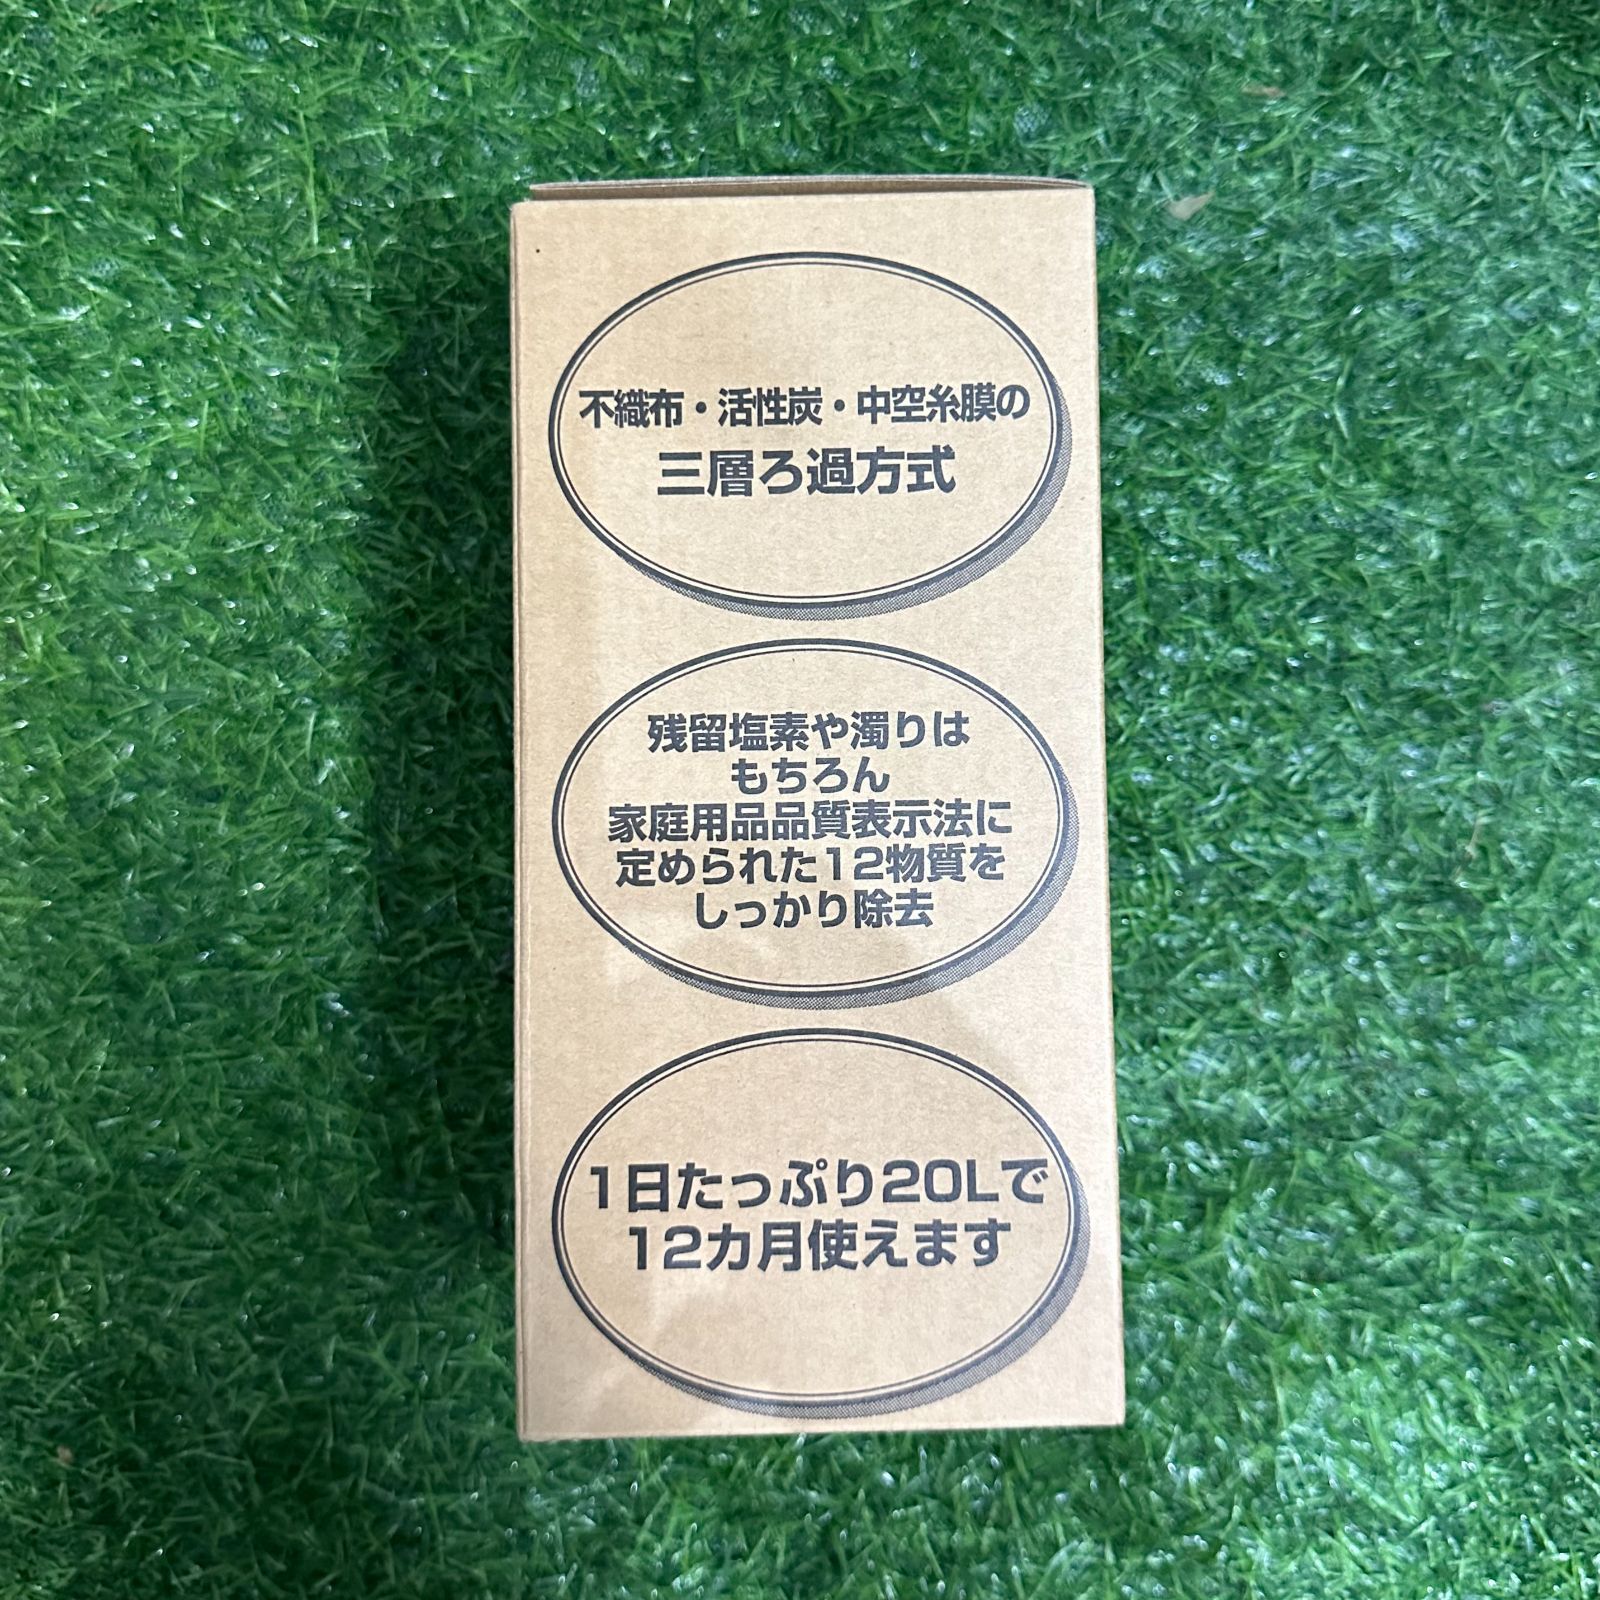 不織布・活性炭・中空糸膜の
三層ろ過方式
残留塩素や濁りは
もちろん
家庭用品品質表示法に
定められた12物質を
しっかり除去
1日たっぷり20Lで
12カ月使えます